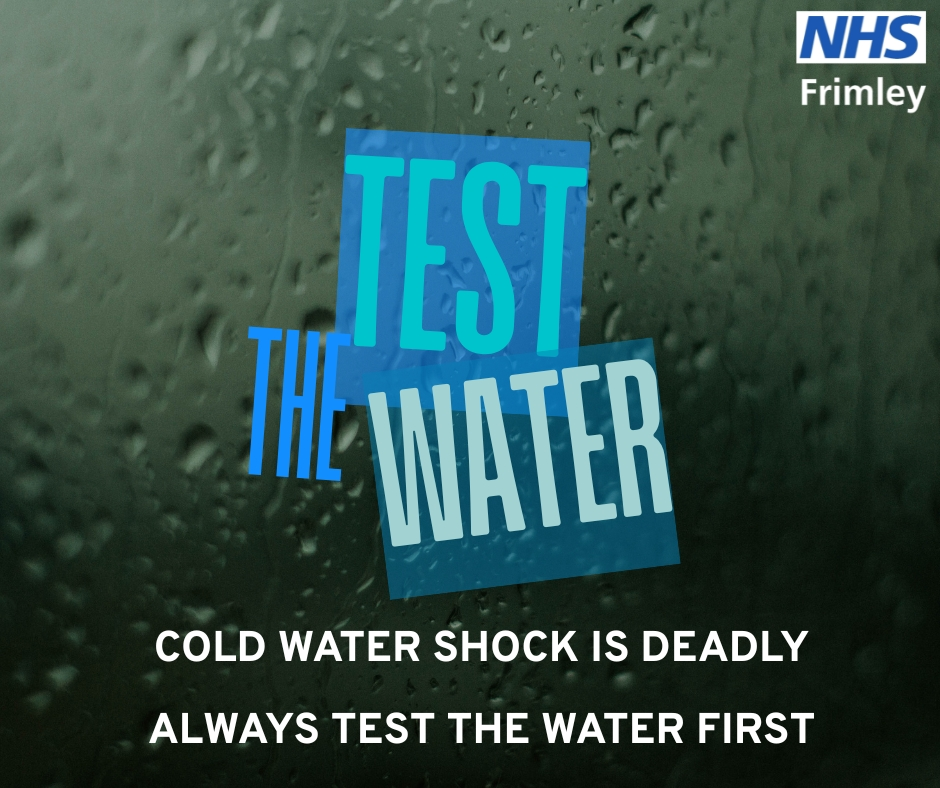 NHS
Frimley
TEST
THE
WATER
COLD WATER SHOCK IS DEADLY
ALWAYS TEST THE WATER FIRST